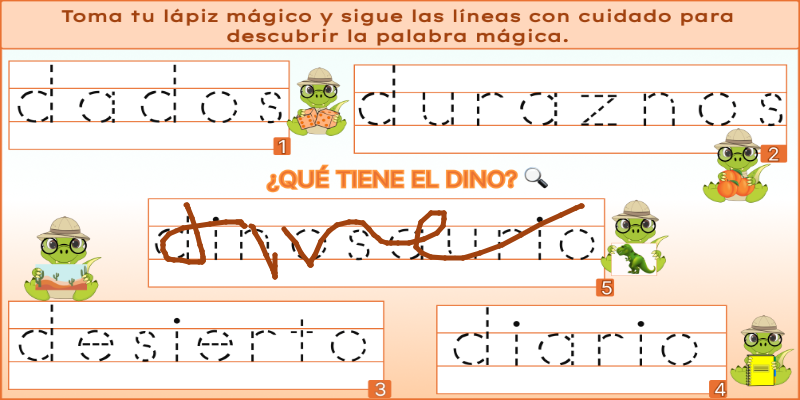 Toma tu lápiz mágico y sigue las líneas con cuidado para
descubrir la palabra mágica.
dados
1
duraznos
2
¿QUÉ TIENE EL DINO?
5
desierto
3
diario
4